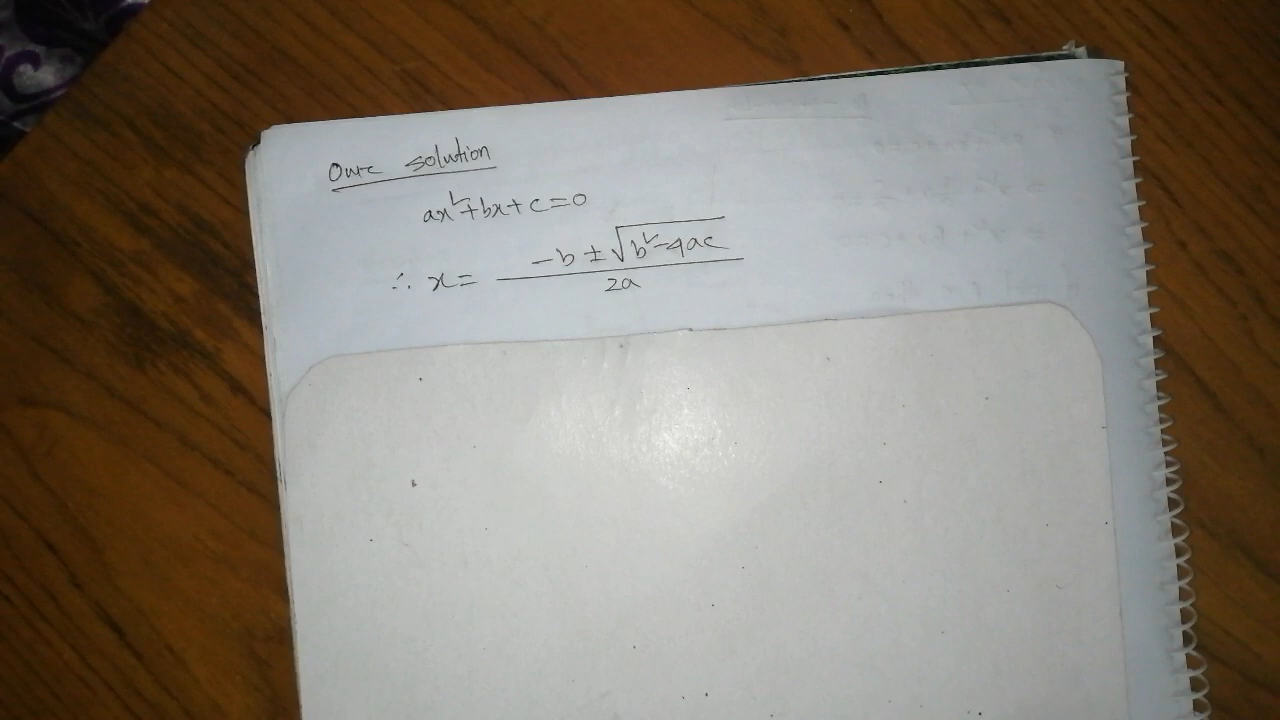 Our solution
ax²+bx+c=0
∴ x = (-b ± √(b²-4ac)) / 2a